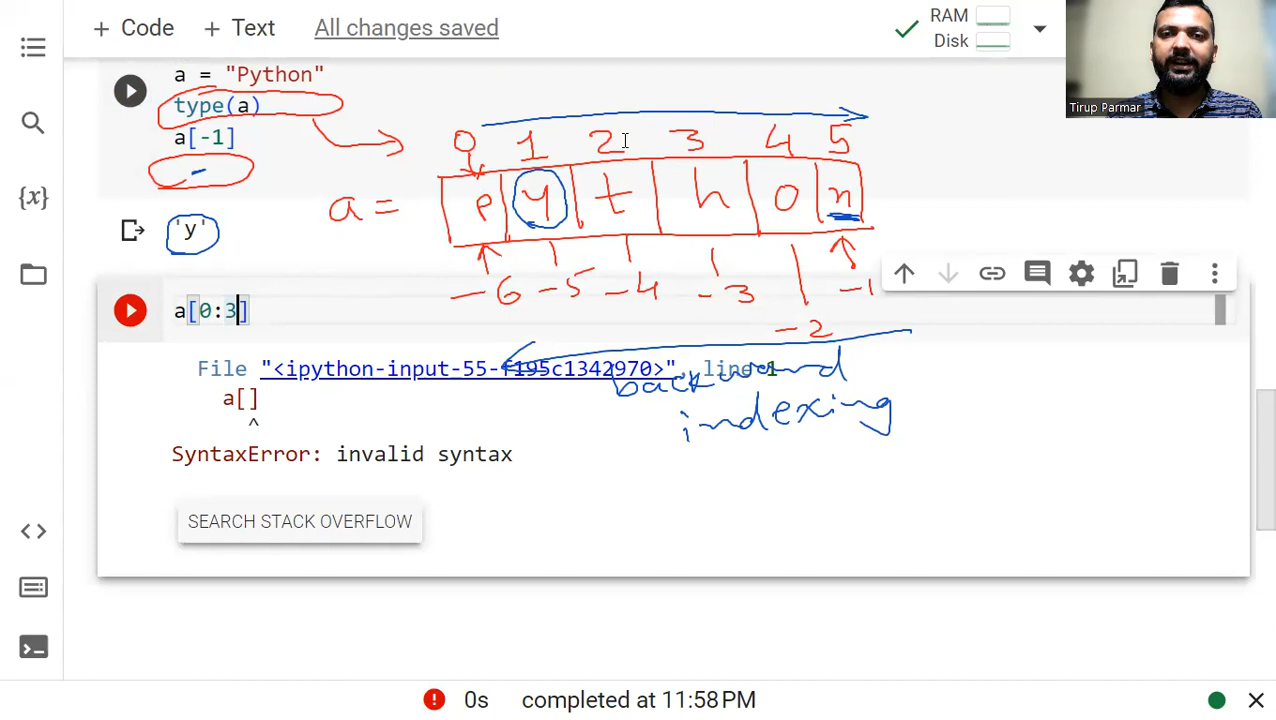 + Code + Text All changes saved
RAM
Disk
Tirup Parmar
a = "Python"
type(a)
a[-1]
0 1 2 3 4 5
a = P y t h o n
-6 -5 -4 -3 -2 -1
'y'
a[0:3]
File "<ipython-input-55-f195c1342970>", line 1
a[]
^
SyntaxError: invalid syntax
backward
indexing
SEARCH STACK OVERFLOW
{x}
0s completed at 11:58 PM